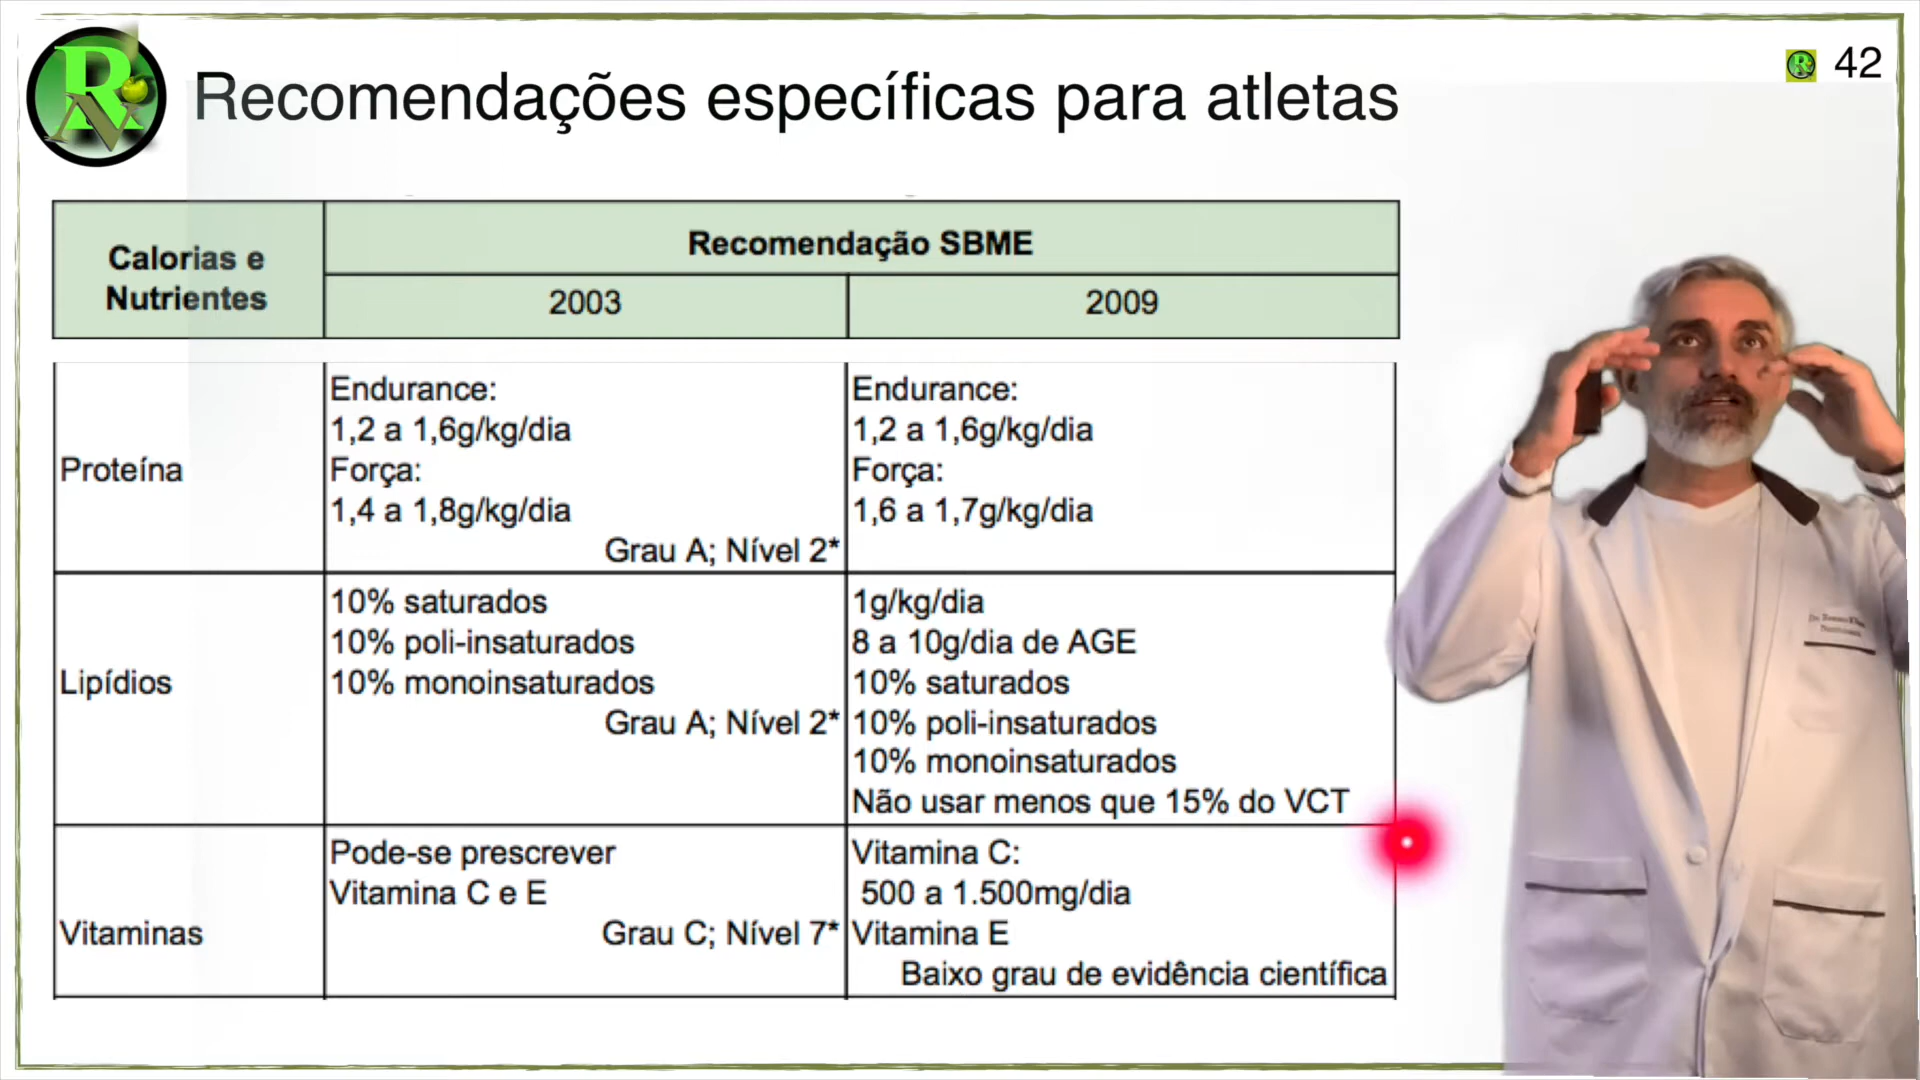 Recomendações específicas para atletas
42
Calorias e
Nutrientes
Recomendação SBME
2003
2009
Proteína
Endurance:
1,2 a 1,6g/kg/dia
Força:
1,4 a 1,8g/kg/dia
Grau A; Nível 2*
Endurance:
1,2 a 1,6g/kg/dia
Força:
1,6 a 1,7g/kg/dia
Lipídios
10% saturados
10% poli-insaturados
10% monoinsaturados
Grau A; Nível 2*
1g/kg/dia
8 a 10g/dia de AGE
10% saturados
10% poli-insaturados
10% monoinsaturados
Não usar menos que 15% do VCT
Vitaminas
Pode-se prescrever
Vitamina C e E
Grau C; Nível 7*
Vitamina C:
500 a 1.500mg/dia
Vitamina E
Baixo grau de evidência científica